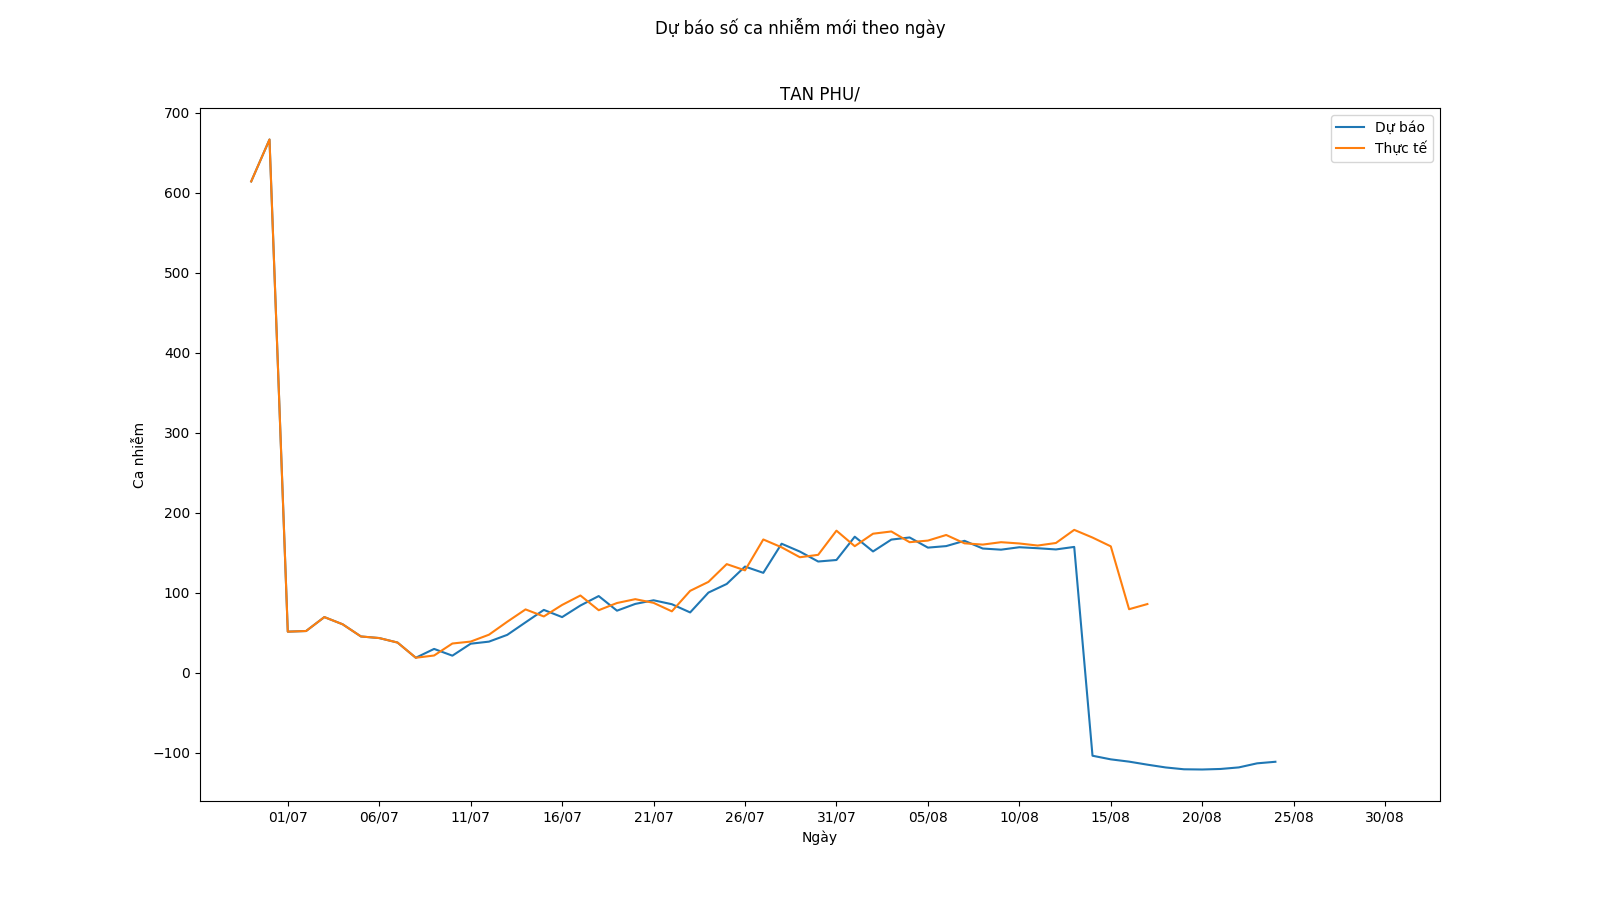 Dự báo số ca nhiễm mới theo ngày
TAN PHU/
Dự báo
Thực tế
700
600
500
400
300
200
100
0
−100
Ca nhiễm
01/07 06/07 11/07 16/07 21/07 26/07 31/07 05/08 10/08 15/08 20/08 25/08 30/08
Ngày